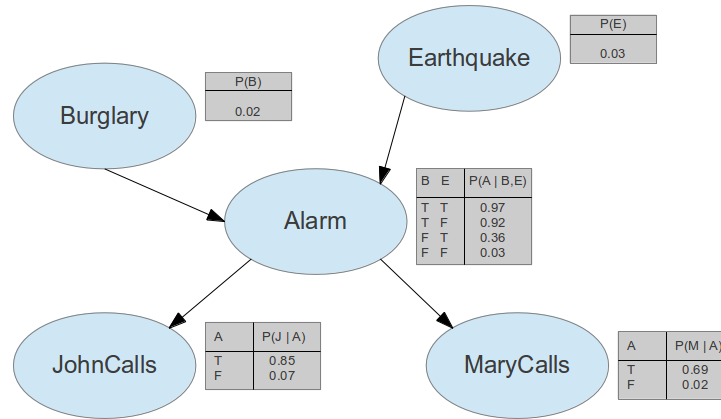 P(E)
0.03
Earthquake
P(B)
0.02
Burglary
B E P(A | B,E)
T T 0.97
T F 0.92
F T 0.36
F F 0.03
Alarm
A P(J | A)
T 0.85
F 0.07
JohnCalls
MaryCalls
A P(M | A)
T 0.69
F 0.02